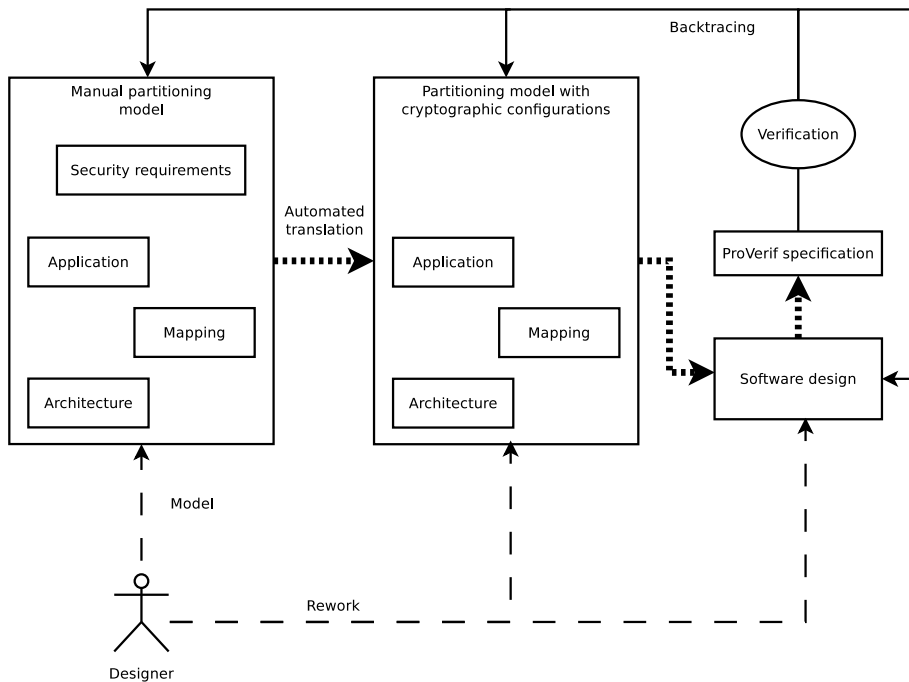 Backtracing
Manual partitioning
model
Security requirements
Application
Mapping
Architecture
Automated
translation
Partitioning model with
cryptographic configurations
Application
Mapping
Architecture
Verification
ProVerif specification
Software design
Model
Rework
Designer